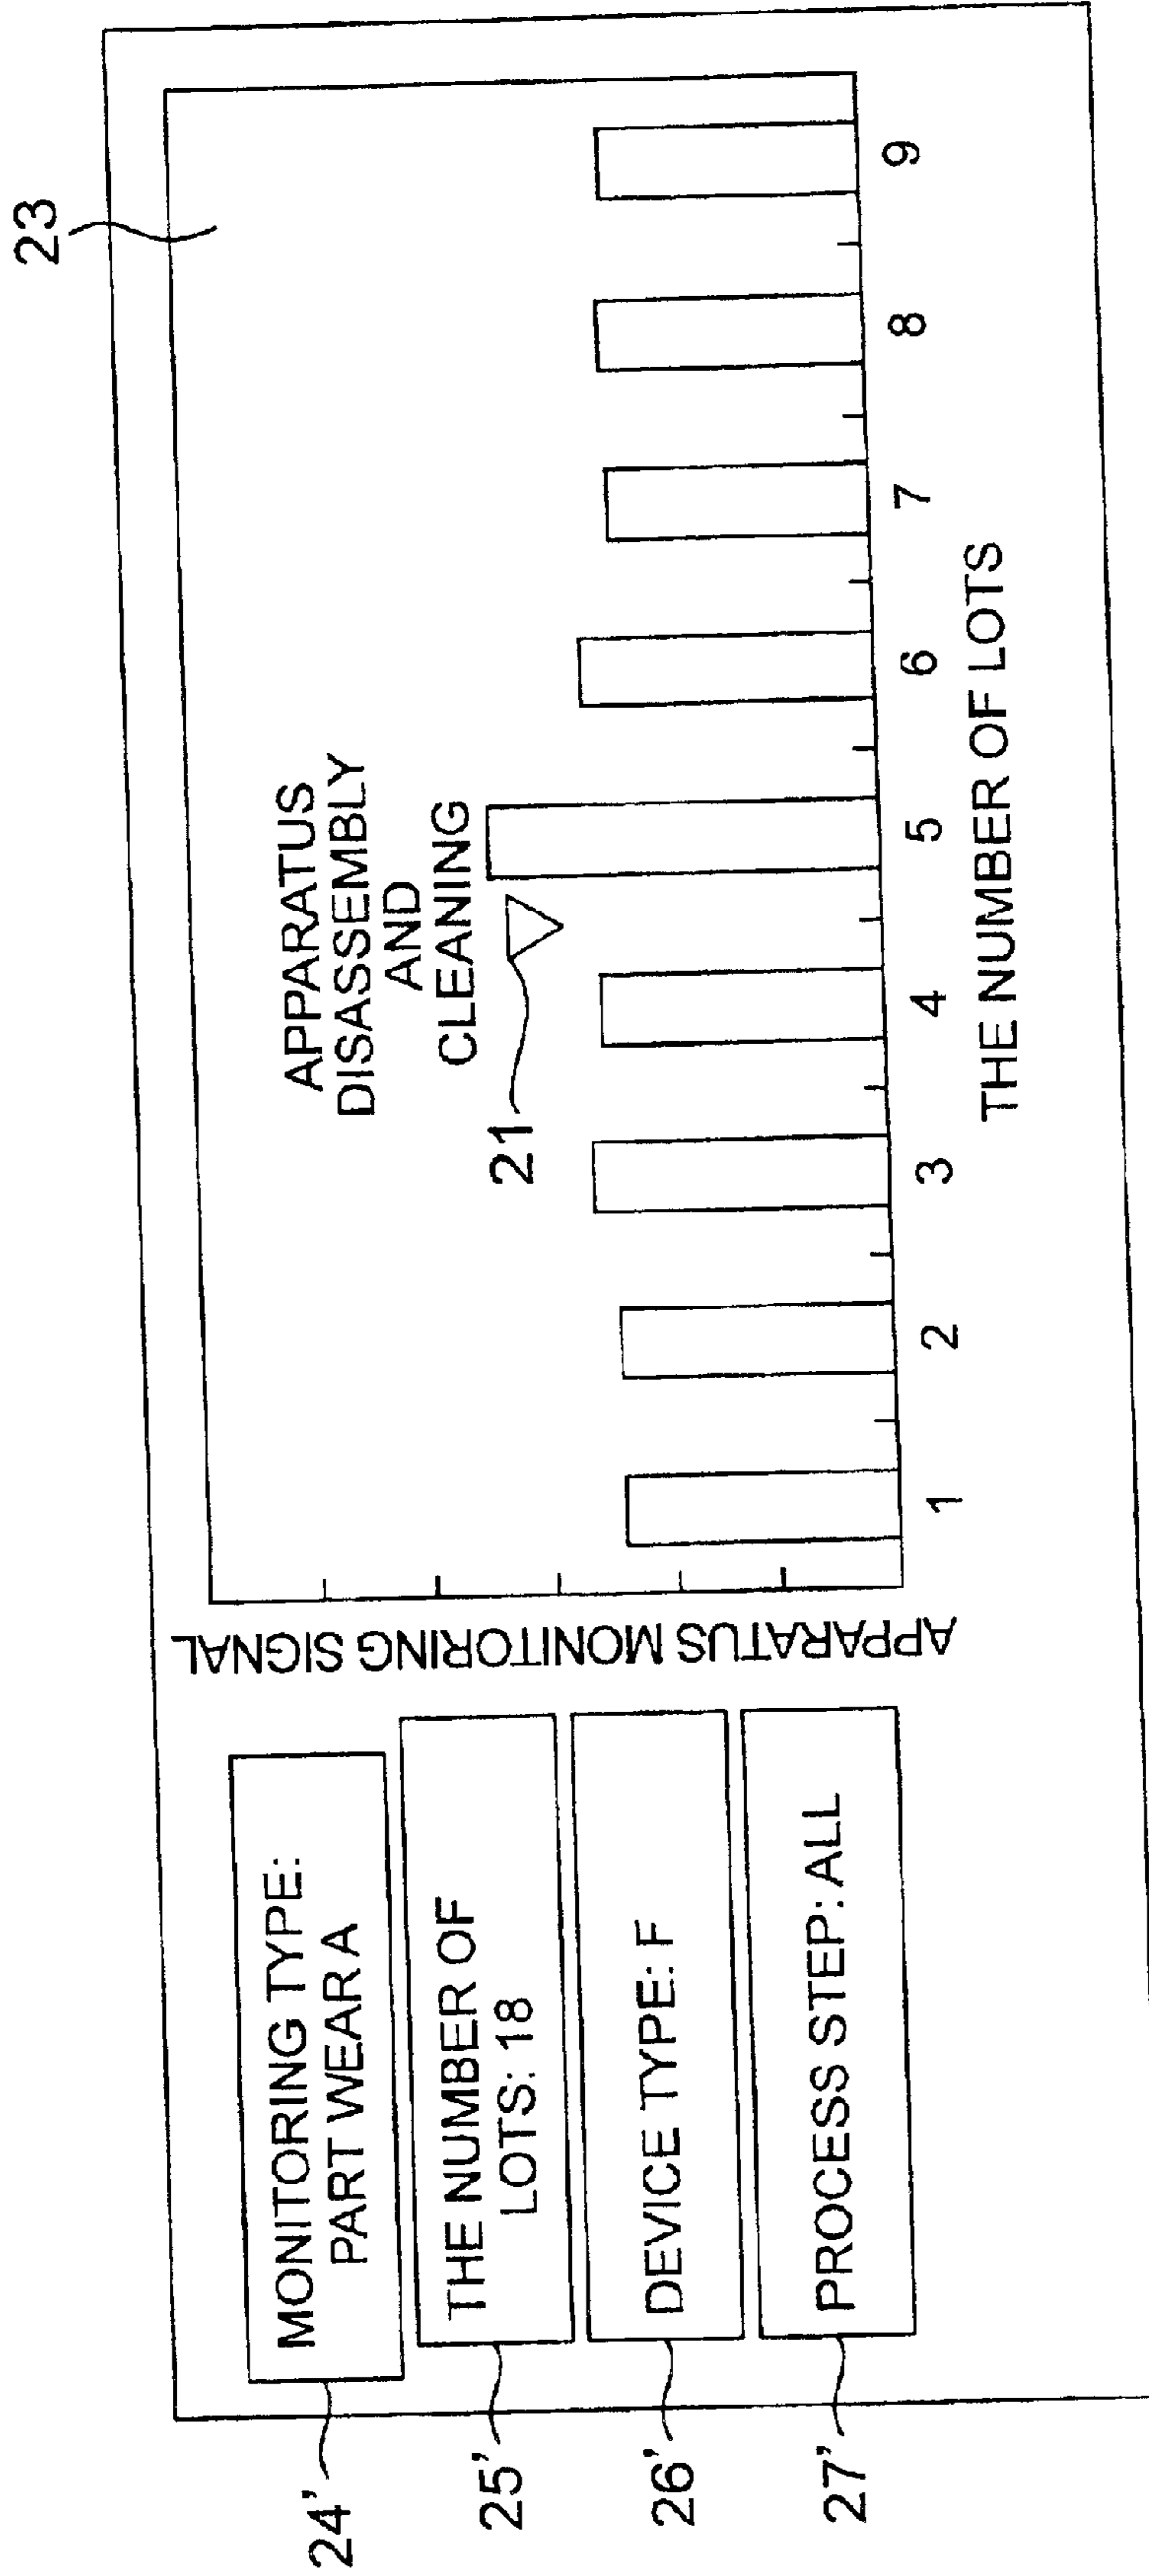 23
24'
MONITORING TYPE:
PART WEAR A
25'
THE NUMBER OF
LOTS: 18
26'
DEVICE TYPE: F
27'
PROCESS STEP: ALL
APPARATUS MONITORING SIGNAL
APPARATUS
DISASSEMBLY
AND
CLEANING
21
1 2 3 4 5 6 7 8 9
THE NUMBER OF LOTS